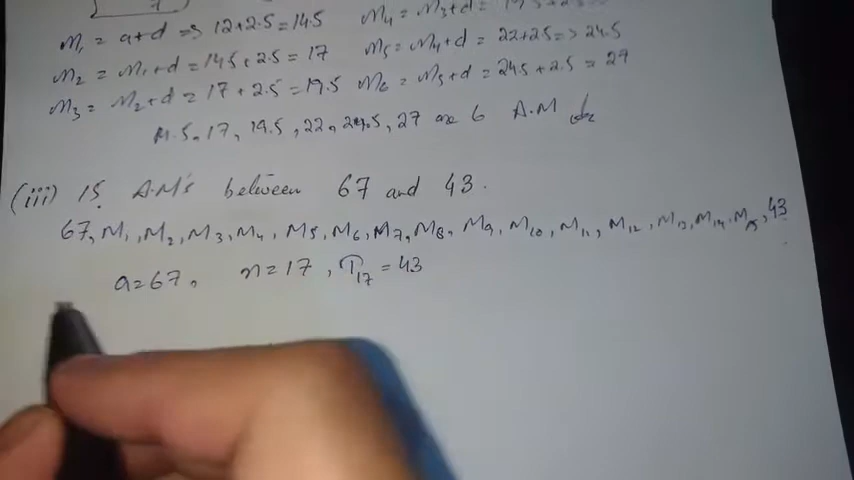 M₁ = a+d => 12+2.5=14.5 M₄ = M₃+d =
M₂ = M₁+d = 14.5+2.5 = 17 M₅= M₄+d = 22+2.5 => 24.5
M₃ = M₂+d = 17+2.5=19.5 M₆ = M₅+d = 24.5+2.5 = 27
14.5, 17, 19.5, 22, 24.5, 27 are 6 A.M
(iii) 15 A.M's between 67 and 43.
67, M₁, M₂, M₃, M₄, M₅, M₆, M₇, M₈, M₉, M₁₀, M₁₁, M₁₂, M₁₃, M₁₄, M₁₅, 43
a=67, n=17, T₁₇ = 43